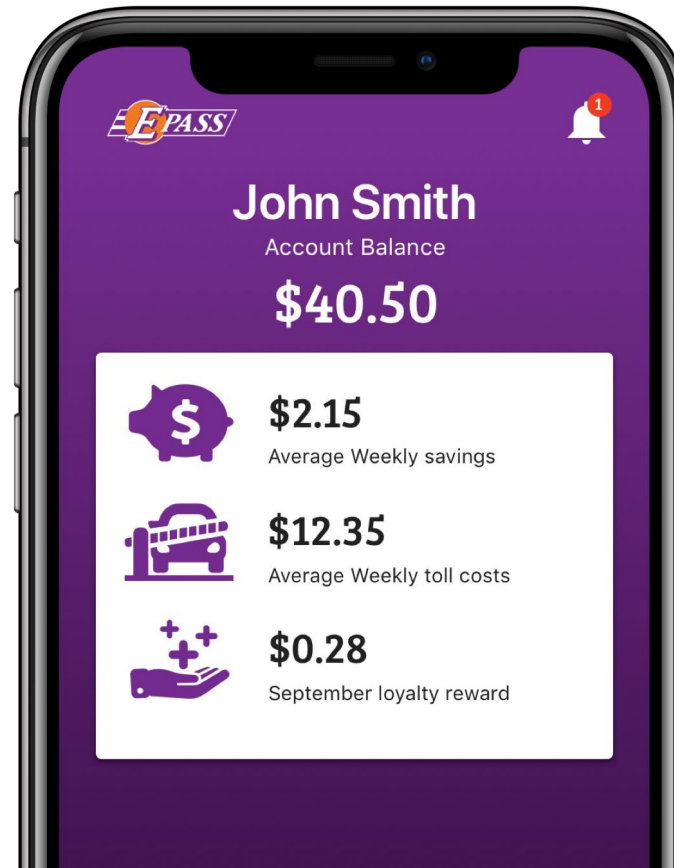 EPASS
1
John Smith
Account Balance
$40.50
$
$2.15
Average Weekly savings
$12.35
Average Weekly toll costs
$0.28
September loyalty reward